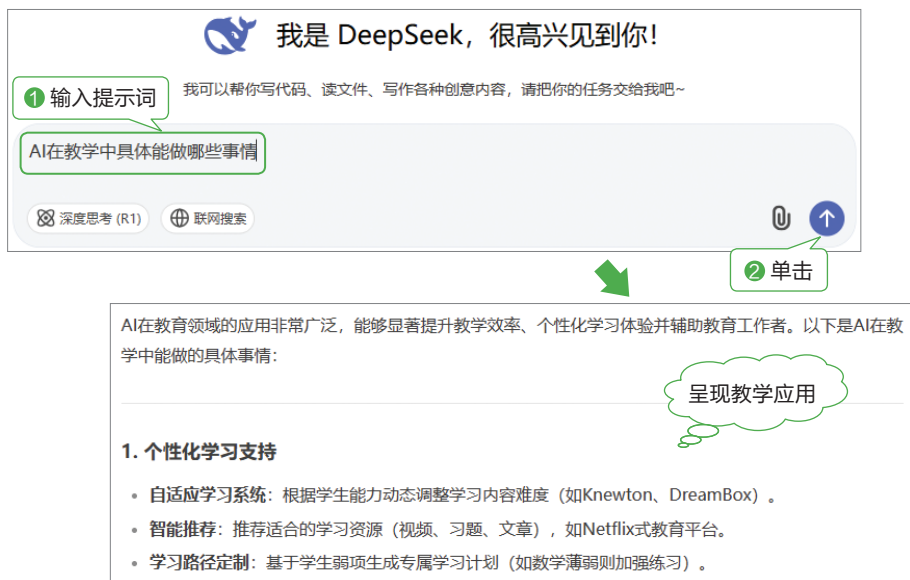 我是 DeepSeek，很高兴见到你！
我可以帮你写代码、读文件、写作各种创意内容，请把你的任务交给我吧~
1 输入提示词
AI在教学中具体能做哪些事情
深度思考 (R1) 联网搜索
2 单击
AI在教育领域的应用非常广泛，能够显著提升教学效率、个性化学习体验并辅助教育工作者。以下是AI在教
学中能做的具体事情：
呈现教学应用
1. 个性化学习支持
• 自适应学习系统：根据学生能力动态调整学习内容难度（如Knewton、DreamBox）。
• 智能推荐：推荐适合的学习资源（视频、习题、文章），如Netflix式教育平台。
• 学习路径定制：基于学生弱项生成专属学习计划（如数学薄弱则加强练习）。